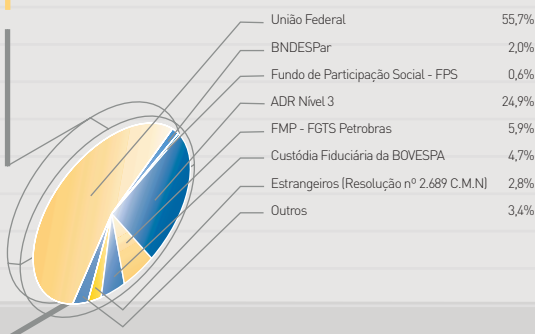 União Federal 55,7%
BNDESPar 2,0%
Fundo de Participação Social - FPS 0,6%
ADR Nível 3 24,9%
FMP - FGTS Petrobras 5,9%
Custódia Fiduciária da BOVESPA 4,7%
Estrangeiros (Resolução nº 2.689 C.M.N) 2,8%
Outros 3,4%